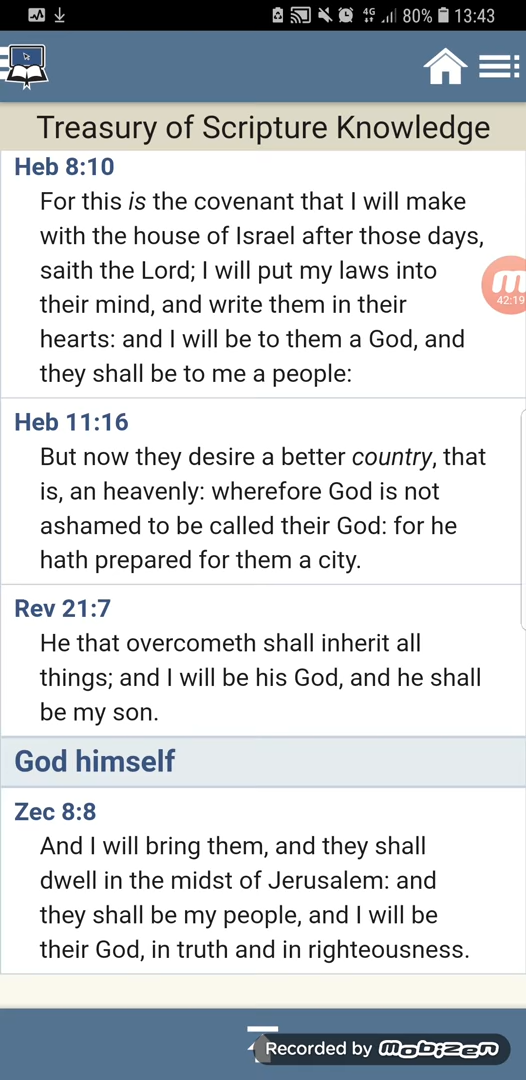 4G 80% 13:43
Treasury of Scripture Knowledge
Heb 8:10
For this is the covenant that I will make
with the house of Israel after those days,
saith the Lord; I will put my laws into
their mind, and write them in their
hearts: and I will be to them a God, and
they shall be to me a people:
42:19
Heb 11:16
But now they desire a better country, that
is, an heavenly: wherefore God is not
ashamed to be called their God: for he
hath prepared for them a city.
Rev 21:7
He that overcometh shall inherit all
things; and I will be his God, and he shall
be my son.
God himself
Zec 8:8
And I will bring them, and they shall
dwell in the midst of Jerusalem: and
they shall be my people, and I will be
their God, in truth and in righteousness.
Recorded by mobizen